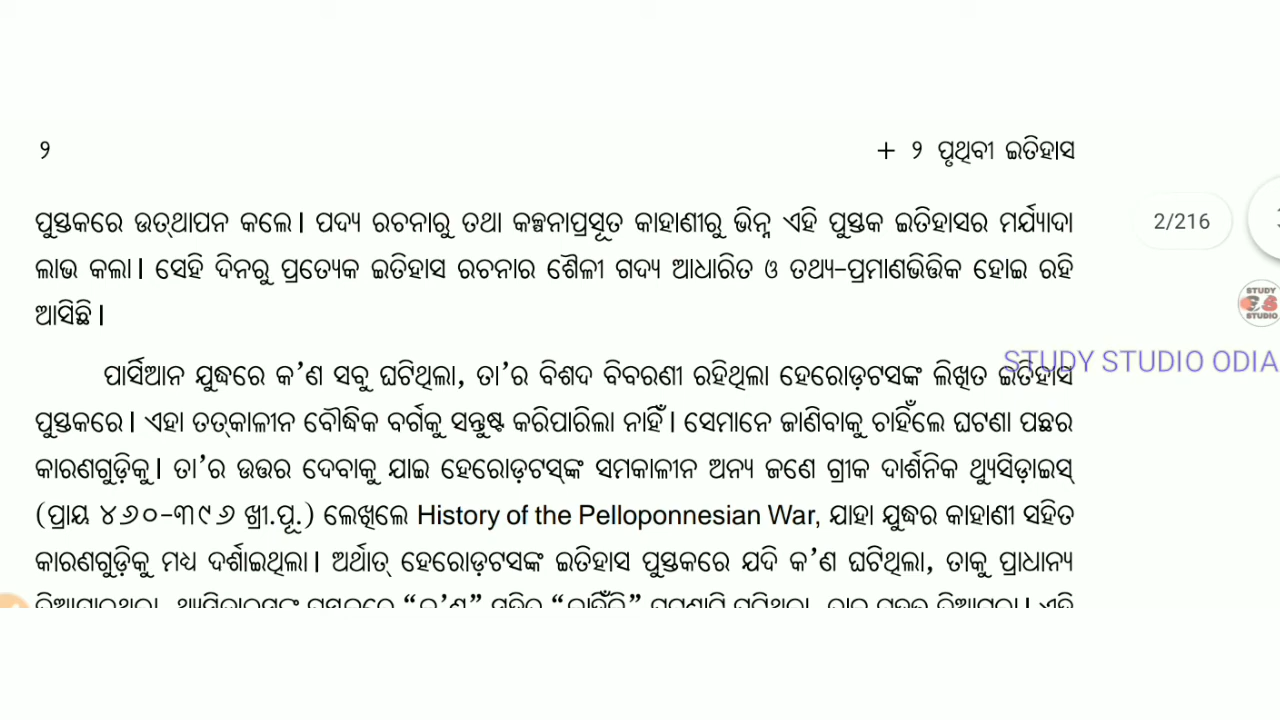 ୨
+ ୨ ପୃଥିବୀ ଇତିହାସ
ପୁସ୍ତକରେ ଉତ୍‌ଥାପନ କଲେ। ପଦ୍ୟ ରଚନାରୁ ତଥା କଳ୍ପନାପ୍ରସୂତ କାହାଣୀରୁ ଭିନ୍ନ ଏହି ପୁସ୍ତକ ଇତିହାସର ମର୍ଯ୍ୟାଦା
2/216
ଲାଭ କଲା। ସେହି ଦିନରୁ ପ୍ରତ୍ୟେକ ଇତିହାସ ରଚନାର ଶୈଳୀ ଗଦ୍ୟ ଆଧାରିତ ଓ ତଥ୍ୟ-ପ୍ରମାଣଭିତ୍ତିକ ହୋଇ ରହି
ଆସିଛି।
STUDY
STUDIO
STUDY STUDIO ODIA
ପାର୍ସିଆନ ଯୁଦ୍ଧରେ କ’ଣ ସବୁ ଘଟିଥିଲା, ତା’ର ବିଶଦ ବିବରଣୀ ରହିଥିଲା ହେରୋଡ଼ଟସଙ୍କ ଲିଖିତ ଇତିହାସ
ପୁସ୍ତକରେ। ଏହା ତତ୍‌କାଳୀନ ବୌଦ୍ଧିକ ବର୍ଗକୁ ସନ୍ତୁଷ୍ଟ କରିପାରିଲା ନାହିଁ। ସେମାନେ ଜାଣିବାକୁ ଚାହିଁଲେ ଘଟଣା ପଛର
କାରଣଗୁଡ଼ିକୁ। ତା’ର ଉତ୍ତର ଦେବାକୁ ଯାଇ ହେରୋଡ଼ଟସ୍‌ଙ୍କ ସମକାଳୀନ ଅନ୍ୟ ଜଣେ ଗ୍ରୀକ ଦାର୍ଶନିକ ଥ୍ୟୁସିଡ଼ାଇସ୍
(ପ୍ରାୟ ୪୬୦-୩୯୬ ଖ୍ରୀ.ପୂ.) ଲେଖିଲେ History of the Pelloponnesian War, ଯାହା ଯୁଦ୍ଧର କାହାଣୀ ସହିତ
କାରଣଗୁଡ଼ିକୁ ମଧ୍ୟ ଦର୍ଶାଇଥିଲା। ଅର୍ଥାତ୍ ହେରୋଡ଼ଟସଙ୍କ ଇତିହାସ ପୁସ୍ତକରେ ଯଦି କ’ଣ ଘଟିଥିଲା, ତାକୁ ପ୍ରାଧାନ୍ୟ